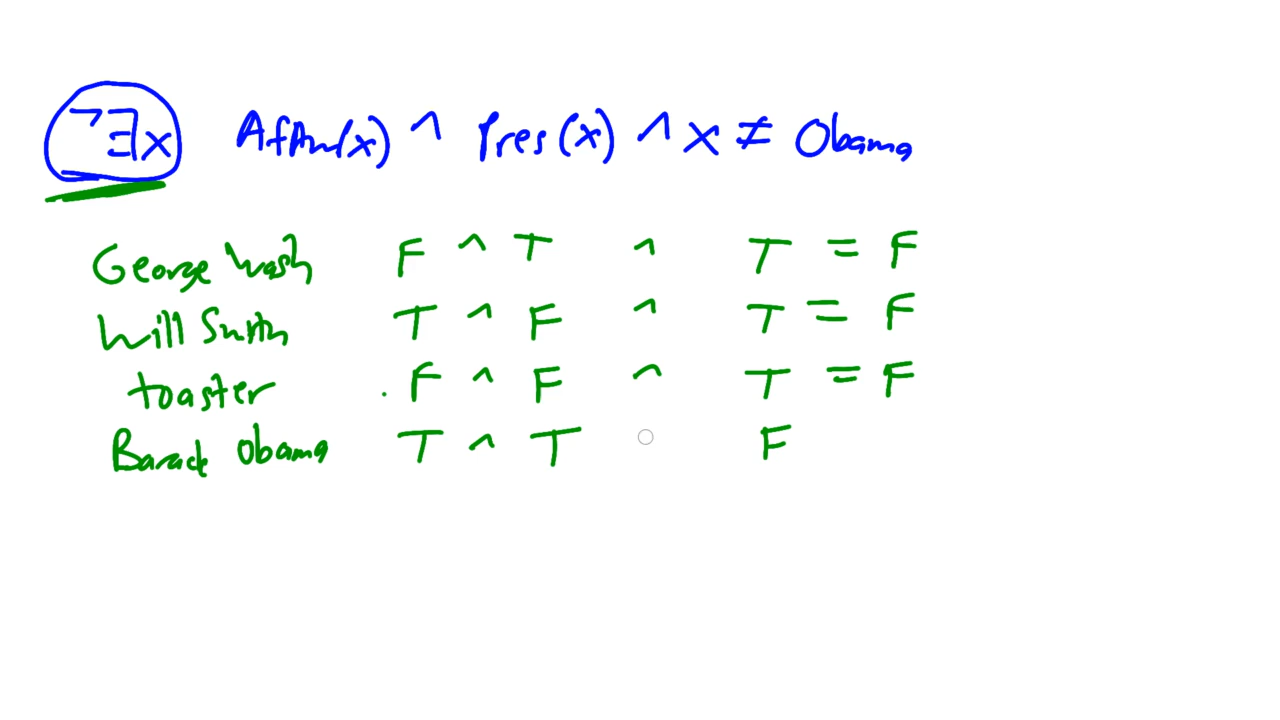 ¬∃x AfAm(x) ^ Pres(x) ^ x ≠ Obama
George Wash F ^ T ^ T = F
Will Smith T ^ F ^ T = F
toaster F ^ F ^ T = F
Barack Obama T ^ T F